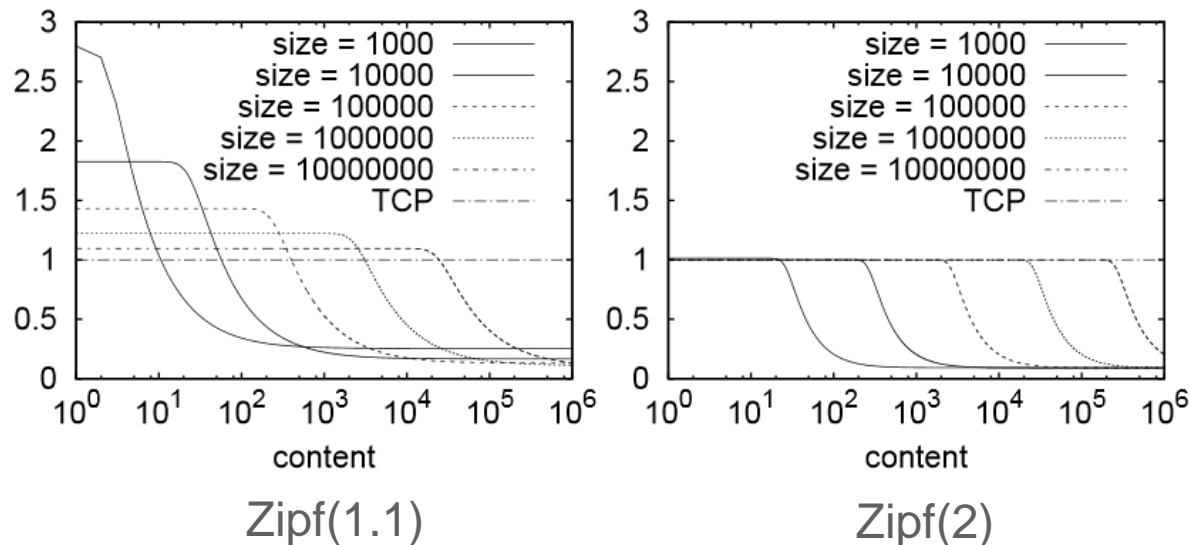 3
2.5
2
1.5
1
0.5
0
size = 1000
size = 10000
size = 100000
size = 1000000
size = 10000000
TCP
10^0 10^1 10^2 10^3 10^4 10^5 10^6
content
Zipf(1.1)
3
2.5
2
1.5
1
0.5
0
size = 1000
size = 10000
size = 100000
size = 1000000
size = 10000000
TCP
10^0 10^1 10^2 10^3 10^4 10^5 10^6
content
Zipf(2)